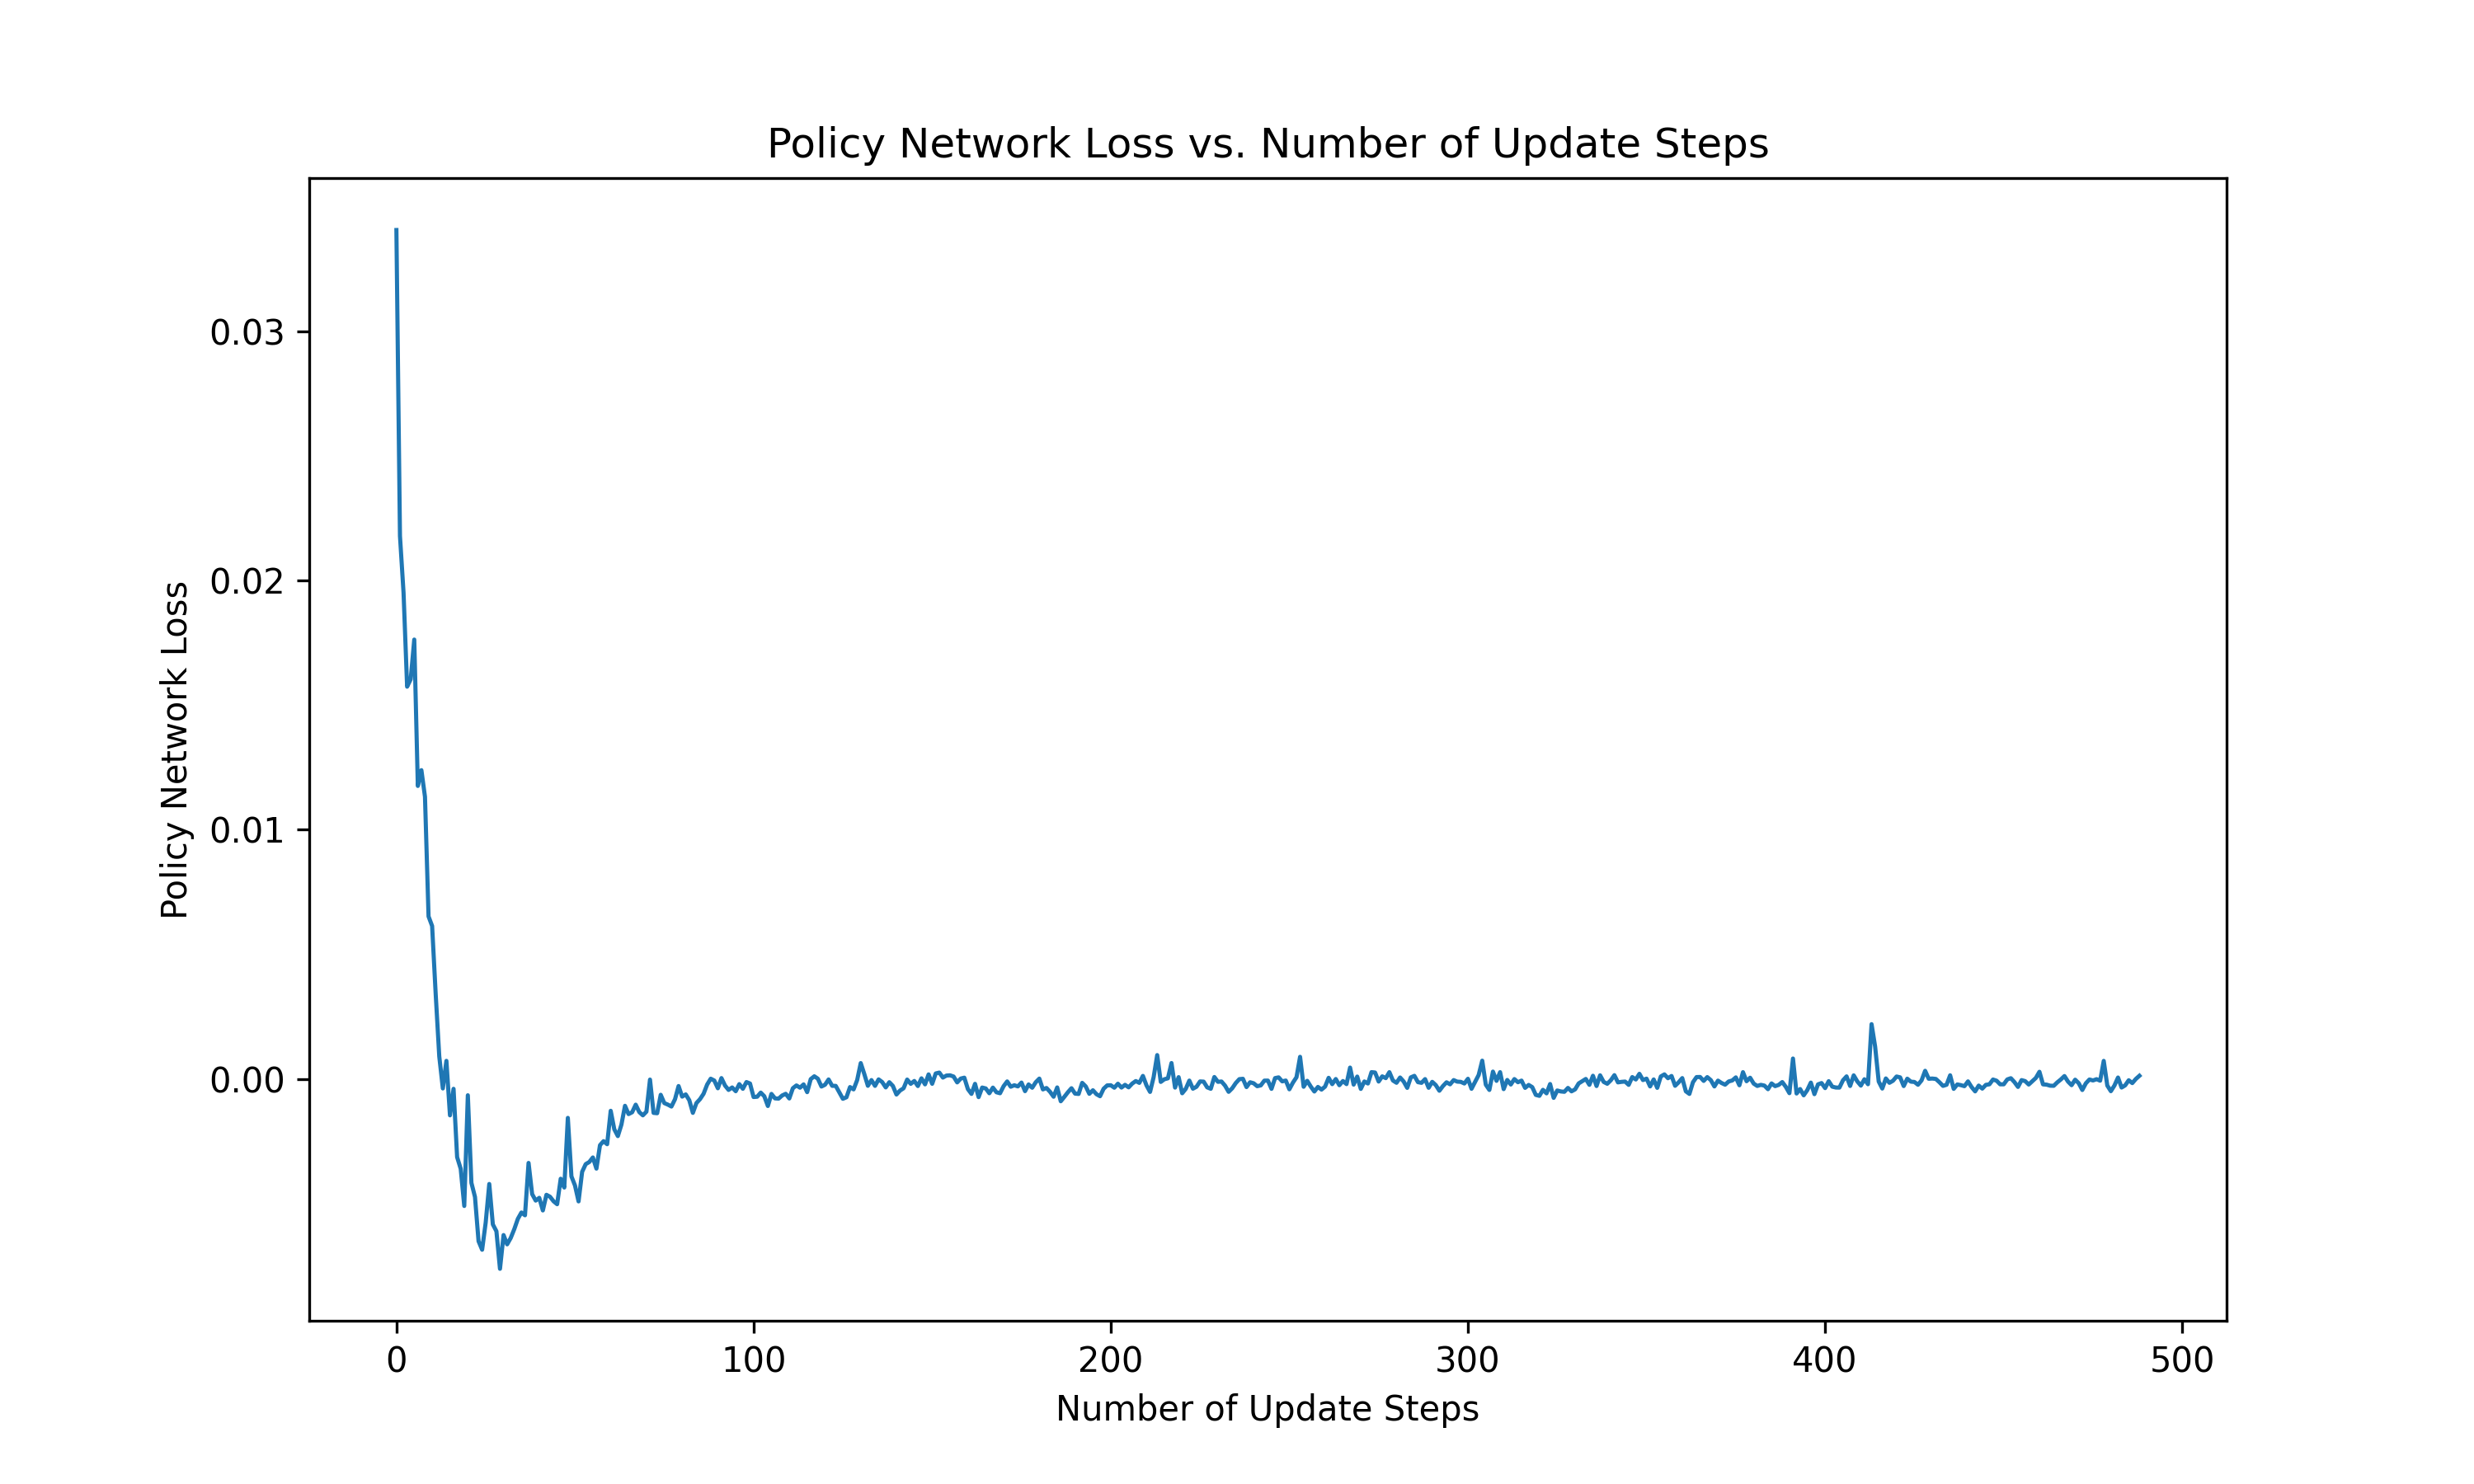 Policy Network Loss vs. Number of Update Steps
Policy Network Loss
0.03
0.02
0.01
0.00
0 100 200 300 400 500
Number of Update Steps